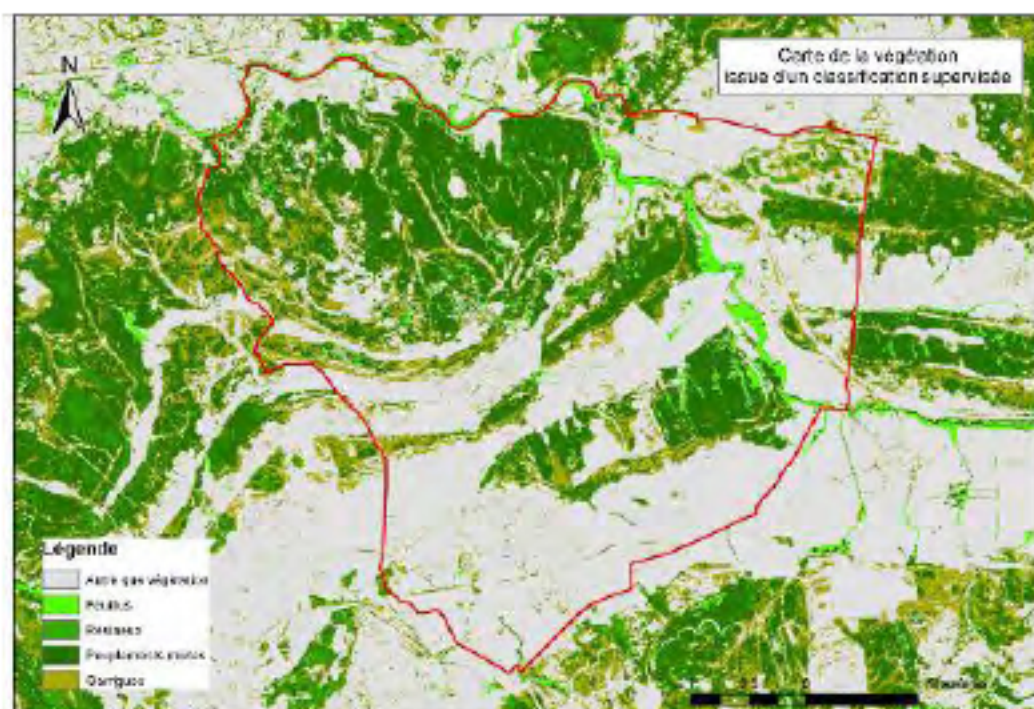 Carte de la végétation
issue d'un classification supervisée
N
Légende
Autre que végétation
Feuillus
Résineux
Peuplements mixtes
Garrigues